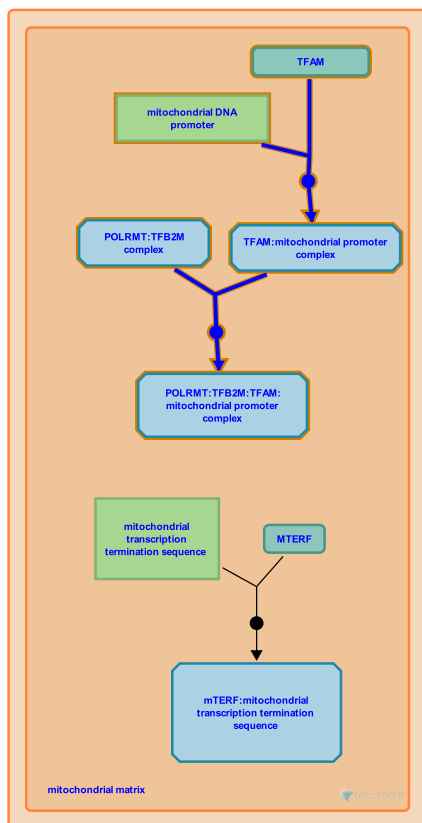 TFAM
mitochondrial DNA
promoter
POLRMT:TFB2M
complex
TFAM:mitochondrial promoter
complex
POLRMT:TFB2M:TFAM:
mitochondrial promoter
complex
mitochondrial
transcription
termination sequence
MTERF
mTERF:mitochondrial
transcription termination
sequence
mitochondrial matrix
reactome